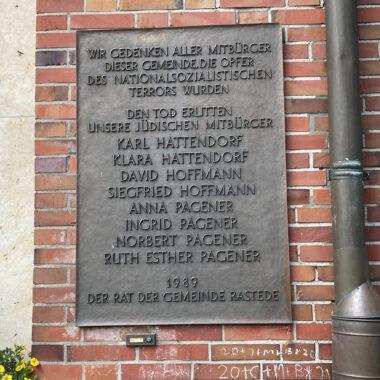 WIR GEDENKEN ALLER MITBÜRGER
DIESER GEMEINDE, DIE OPFER
DES NATIONALSOZIALISTISCHEN
TERRORS WURDEN
DEN TOD ERLITTEN
UNSERE JÜDISCHEN MITBÜRGER
KARL HATTENDORF
KLARA HATTENDORF
DAVID HOFFMANN
SIEGFRIED HOFFMANN
ANNA PAGENER
INGRID PAGENER
NORBERT PAGENER
RUTH ESTHER PAGENER
1989
DER RAT DER GEMEINDE RASTEDE
20+C+M+B+